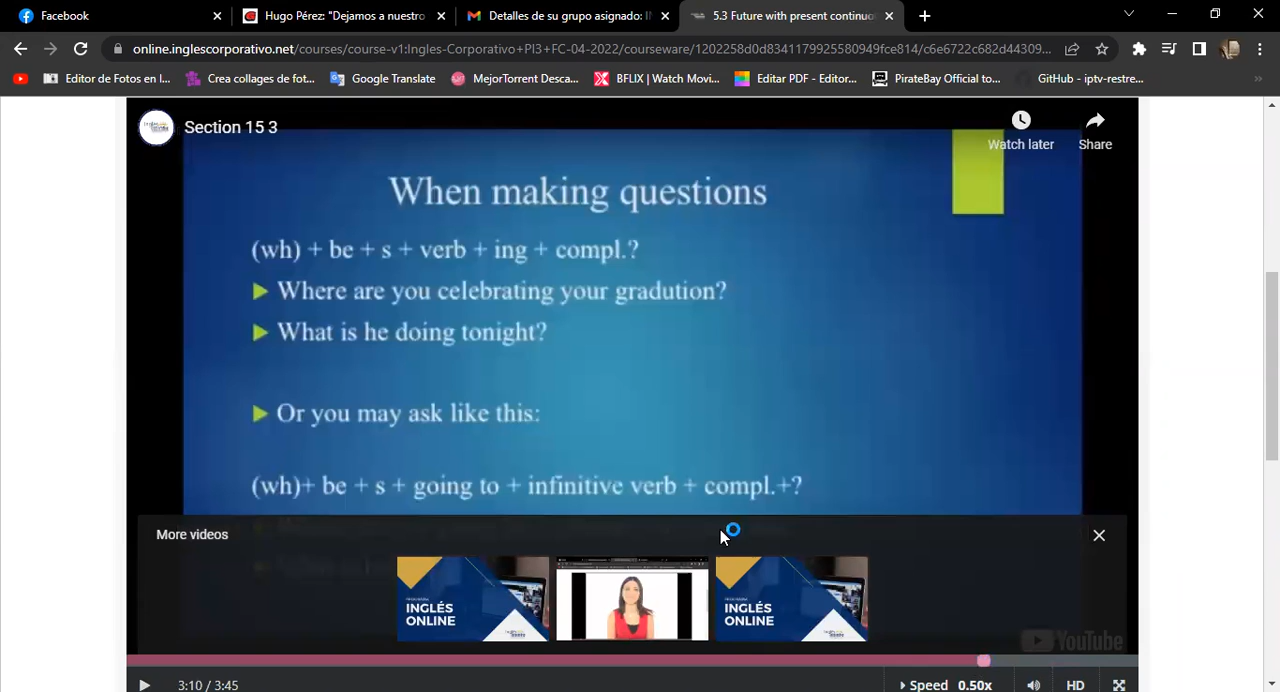 Facebook
Hugo Pérez: "Dejamos a nuestro
Detalles de su grupo asignado: II
5.3 Future with present continuo
online.inglescorporativo.net/courses/course-v1:Ingles-Corporativo+PI3+FC-04-2022/courseware/1202258d0d8341179925580949fce814/c6e6722c682d44309...
Editor de Fotos en l...
Crea collages de fot...
Google Translate
MejorTorrent Desca...
BFLIX | Watch Movi...
Editar PDF - Editor...
PirateBay Official to...
GitHub - iptv-restre...
Section 15 3
Watch later
Share
When making questions
(wh) + be + s + verb + ing + compl.?
Where are you celebrating your gradution?
What is he doing tonight?
Or you may ask like this:
(wh)+ be + s + going to + infinitive verb + compl.+?
More videos
INGLÉS
ONLINE
INGLÉS
ONLINE
YouTube
3:10 / 3:45
Speed 0.50x
HD